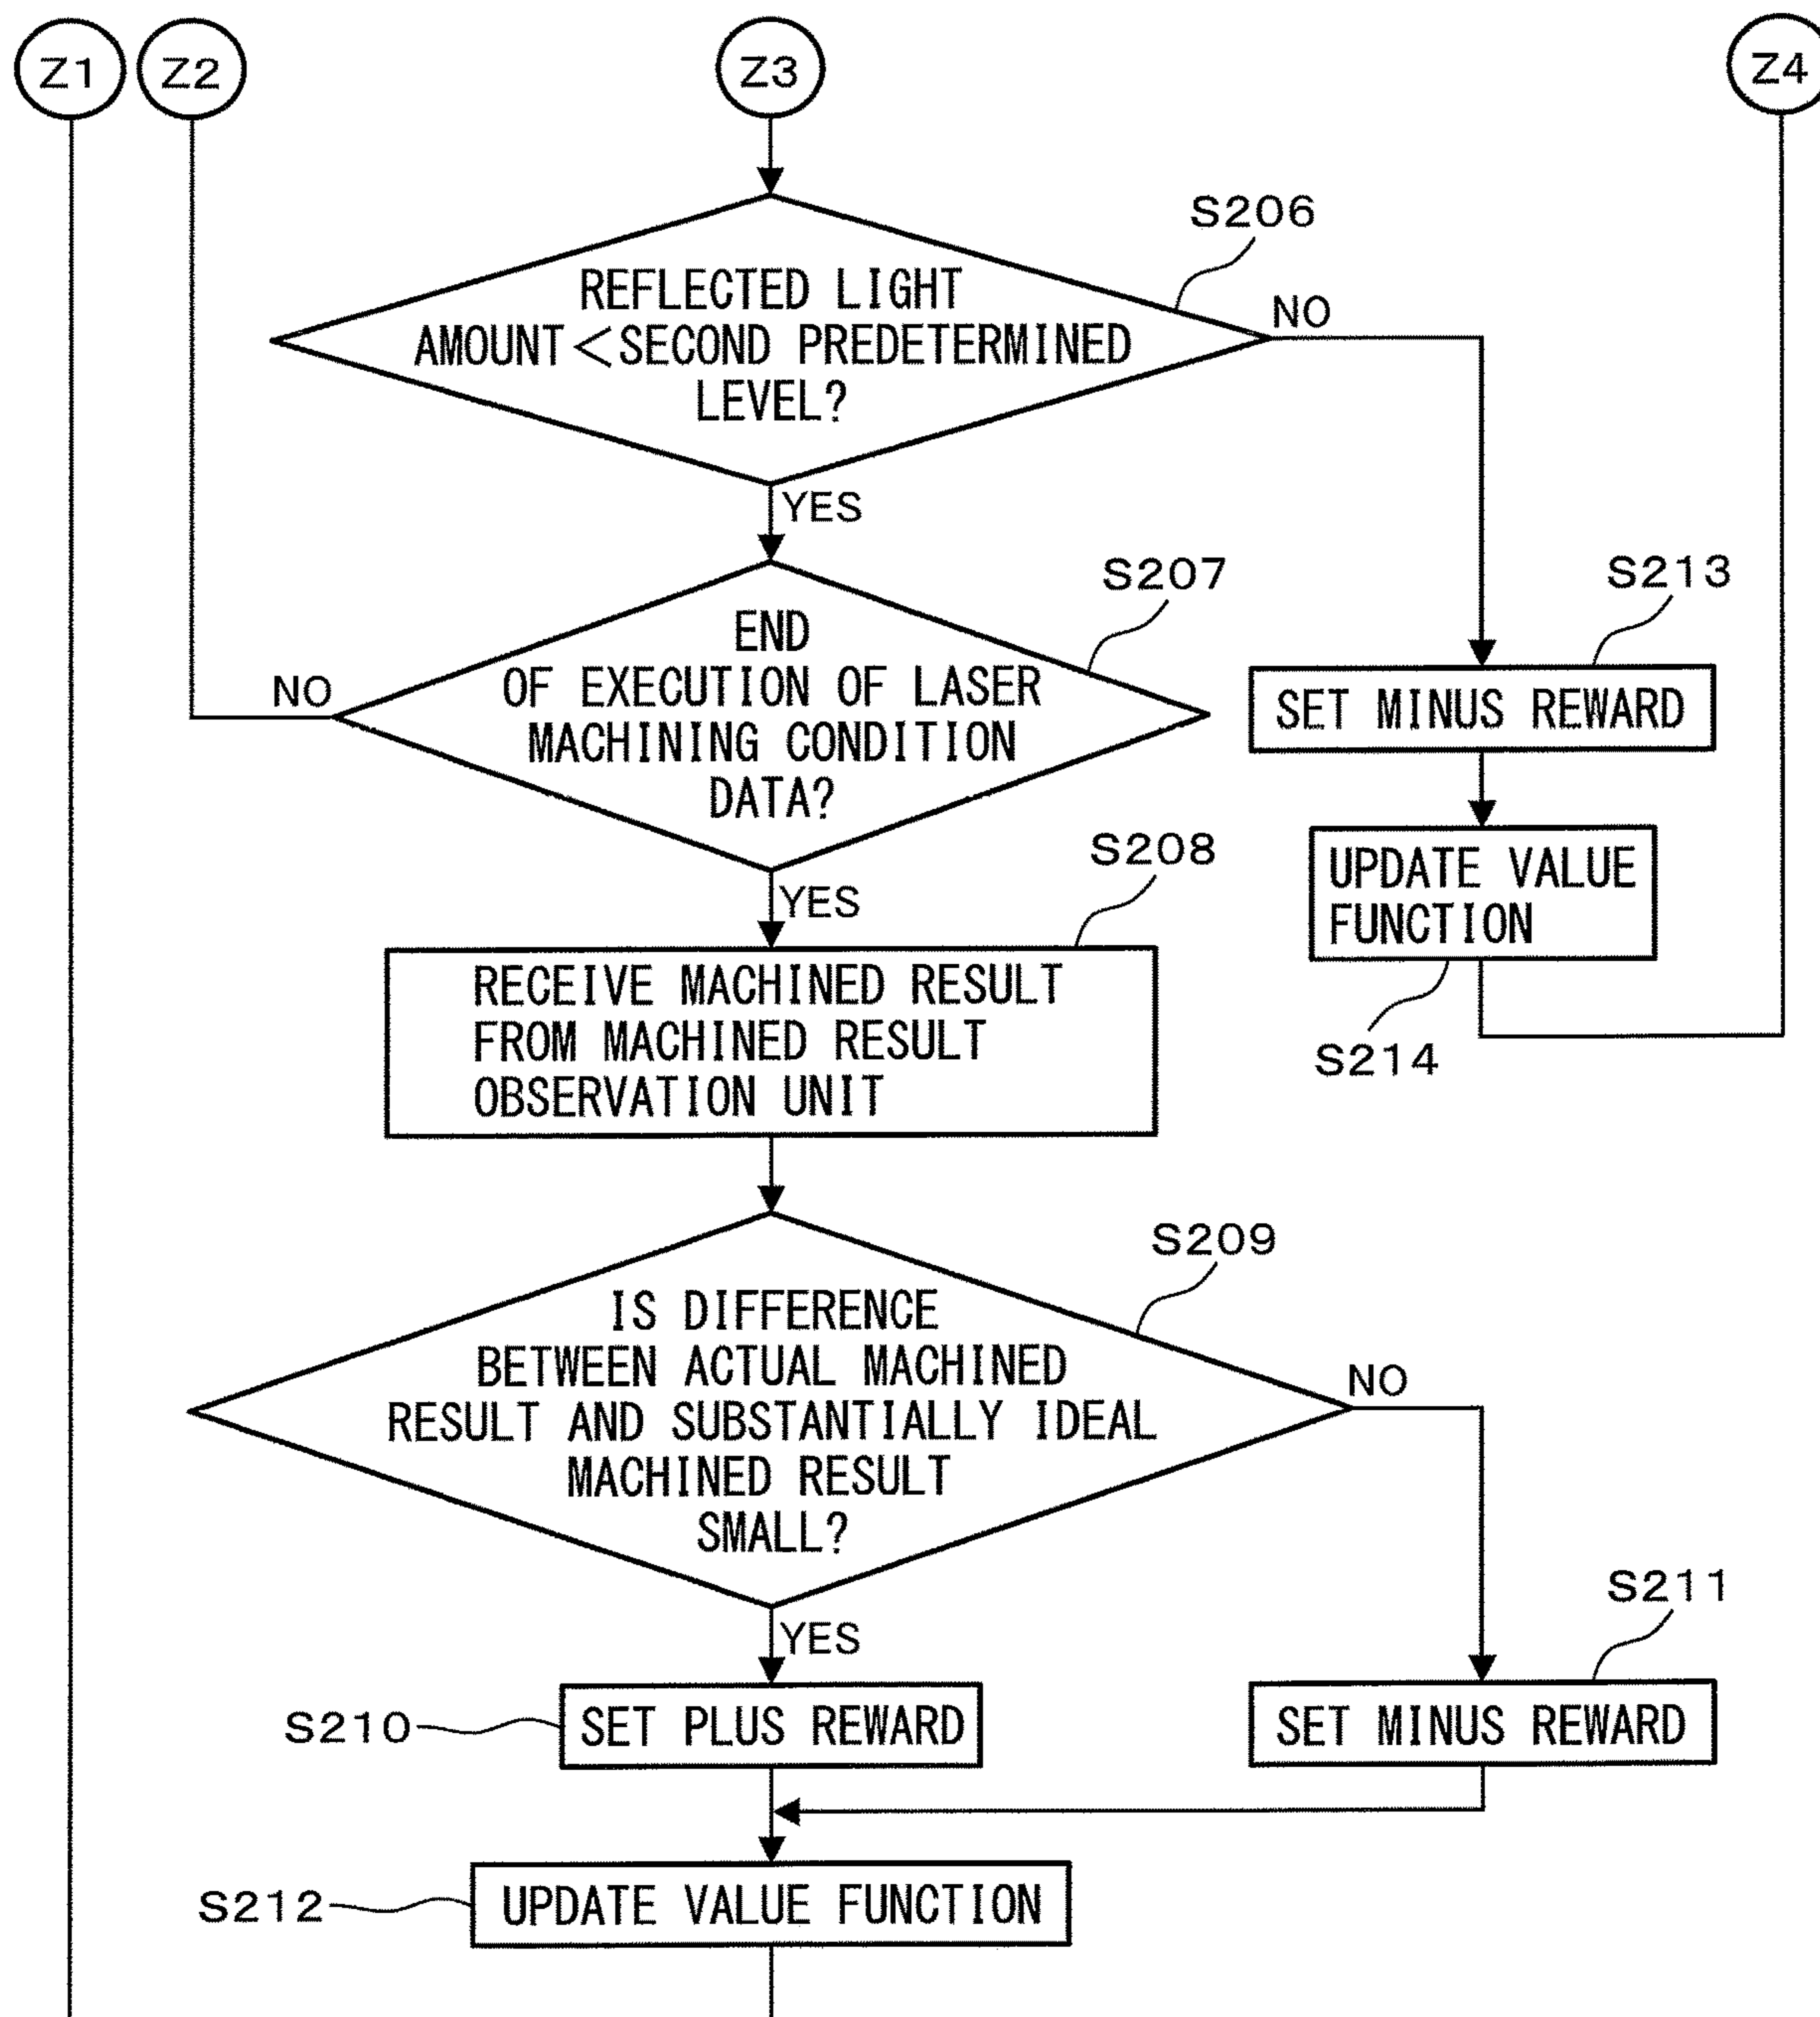 Z1
Z2
Z3
Z4
S206
REFLECTED LIGHT
AMOUNT<SECOND PREDETERMINED
LEVEL?
NO
YES
S207
END
OF EXECUTION OF LASER
MACHINING CONDITION
DATA?
NO
YES
S213
SET MINUS REWARD
UPDATE VALUE
FUNCTION
S214
S208
RECEIVE MACHINED RESULT
FROM MACHINED RESULT
OBSERVATION UNIT
S209
IS DIFFERENCE
BETWEEN ACTUAL MACHINED
RESULT AND SUBSTANTIALLY IDEAL
MACHINED RESULT
SMALL?
NO
YES
S210
SET PLUS REWARD
S211
SET MINUS REWARD
S212
UPDATE VALUE FUNCTION